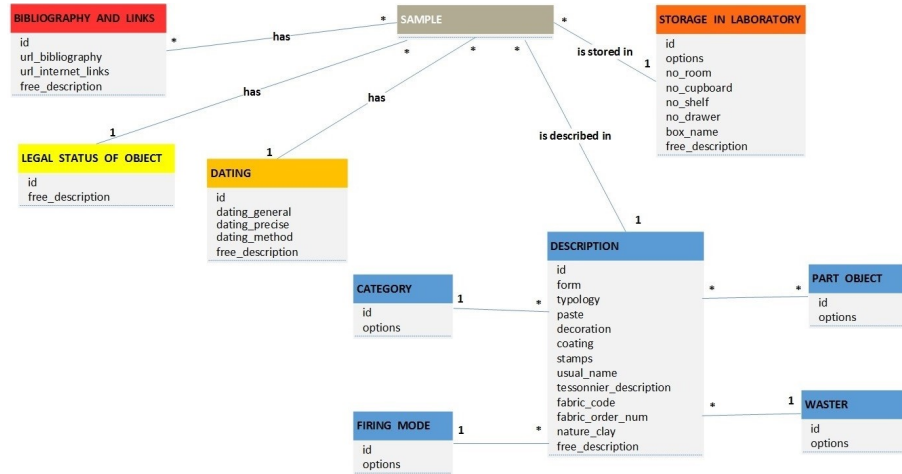 BIBLIOGRAPHY AND LINKS
id
url_bibliography
url_internet_links
free_description
*
has
*
SAMPLE
*
is stored in
1
STORAGE IN LABORATORY
id
options
no_room
no_cupboard
no_shelf
no_drawer
box_name
free_description
*
has
1
LEGAL STATUS OF OBJECT
id
free_description
*
has
1
DATING
id
dating_general
dating_precise
dating_method
free_description
*
is described in
1
DESCRIPTION
id
form
typology
paste
decoration
coating
stamps
usual_name
tessonnier_description
fabric_code
fabric_order_num
nature_clay
free_description
CATEGORY
id
options
1
*
PART OBJECT
id
options
*
*
FIRING MODE
id
options
1
*
WASTER
id
options
*
1